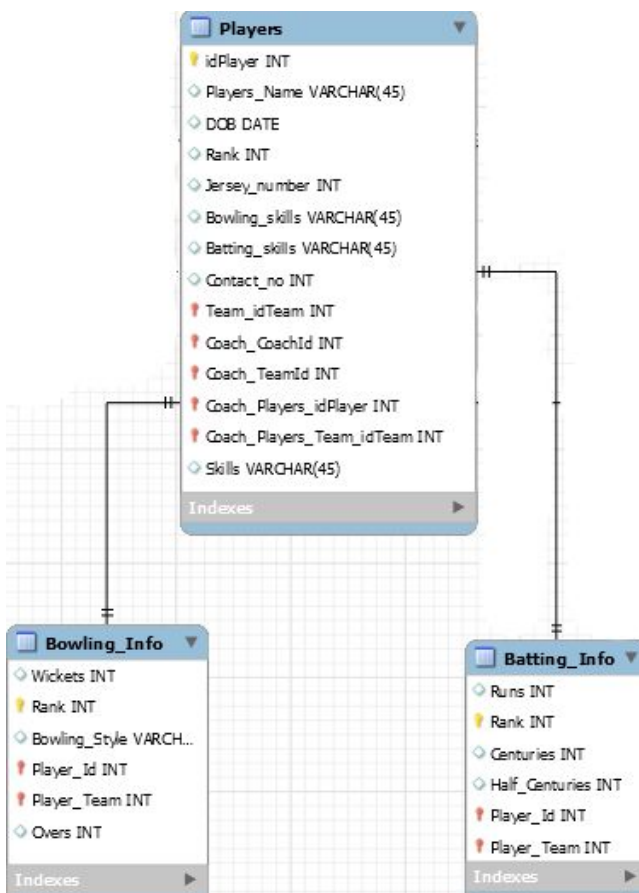 Players
idPlayer INT
Players_Name VARCHAR(45)
DOB DATE
Rank INT
Jersey_number INT
Bowling_skills VARCHAR(45)
Batting_skills VARCHAR(45)
Contact_no INT
Team_idTeam INT
Coach_CoachId INT
Coach_TeamId INT
Coach_Players_idPlayer INT
Coach_Players_Team_idTeam INT
Skills VARCHAR(45)
Indexes
Bowling_Info
Wickets INT
Rank INT
Bowling_Style VARCH...
Player_Id INT
Player_Team INT
Overs INT
Indexes
Batting_Info
Runs INT
Rank INT
Centuries INT
Half_Centuries INT
Player_Id INT
Player_Team INT
Indexes